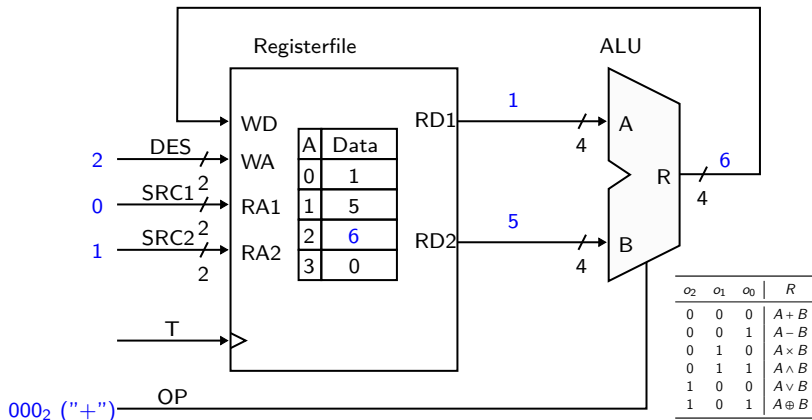 6
Registerfile
ALU
WD
DES
2
2
WA
0
SRC1
2
RA1
1
SRC2
2
RA2
A Data
0 1
1 5
2 6
3 0
RD1
1
4
A
RD2
5
4
B
R
4
T
OP
000₂ ("+")
o₂ o₁ o₀ R
0 0 0 A + B
0 0 1 A − B
0 1 0 A × B
0 1 1 A ∧ B
1 0 0 A ∨ B
1 0 1 A ⊕ B